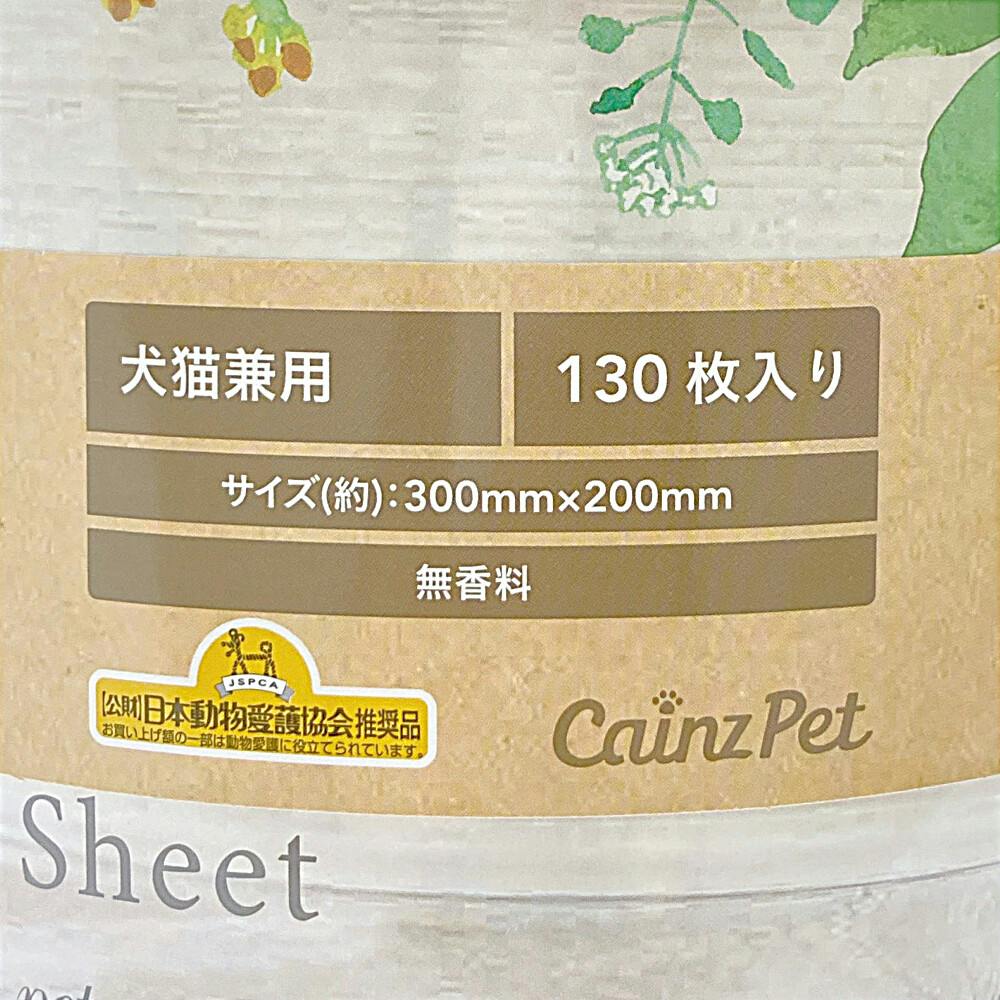 犬猫兼用
130 枚入り
サイズ(約):300mm×200mm
無香料
JSPCA
【公財】日本動物愛護協会推奨品
お買い上げ額の一部は動物愛護に役立てられています。
Cainz Pet
Sheet